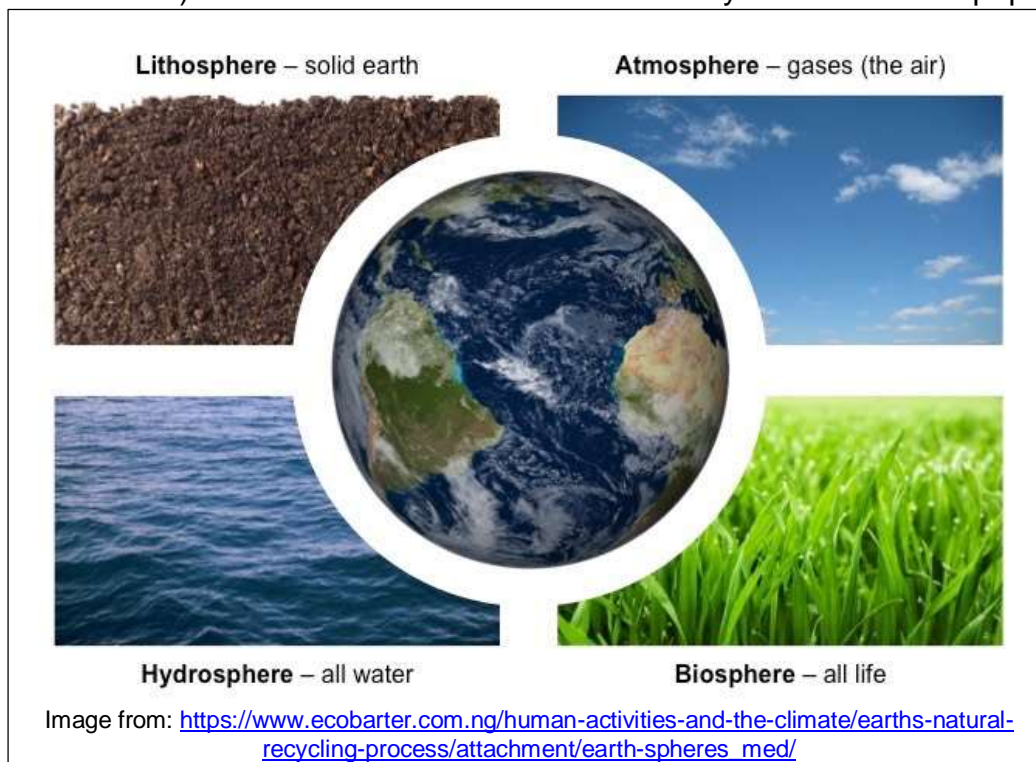 Lithosphere – solid earth
Atmosphere – gases (the air)
Hydrosphere – all water
Biosphere – all life
Image from: https://www.ecobarter.com.ng/human-activities-and-the-climate/earths-natural-
recycling-process/attachment/earth-spheres_med/